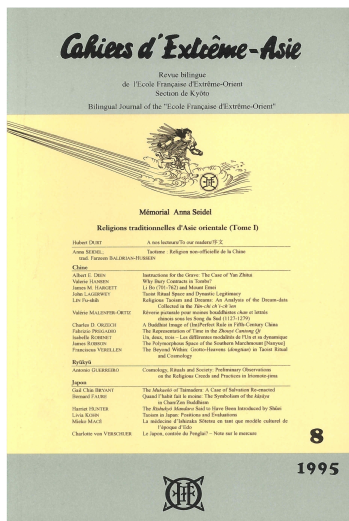 Cahiers d'Extrême-Asie
Revue bilingue
de l'Ecole Française d'Extrême-Orient
Section de Kyōto
Bilingual Journal of the "Ecole Française d'Extrême-Orient"
Mémorial Anna Seidel
Religions traditionnelles d'Asie orientale (Tome I)
Hubert DURT A nos lecteurs/To our readers/序文
Anna SEIDEL; Taoïsme : Religion non-officielle de la Chine
trad. Farzeen BALDRIAN-HUSSEIN
Chine
Albert E. DIEN Instructions for the Grave: The Case of Yan Zhitui
Valerie HANSEN Why Bury Contracts in Tombs?
James M. HARGETT Li Bo (701-762) and Mount Emei
John LAGERWEY Taoist Ritual Space and Dynastic Legitimacy
LIN Fu-shih Religious Taoism and Dreams: An Analysis of the Dream-data
Collected in the Yün-chi ch'i-ch'ien
Valérie MALENFER-ORTIZ Rêverie picturale pour moines bouddhistes chan et lettrés
réunis sous les Song du Sud (1127-1279)
Charles D. ORZECH A Buddhist Image of (Im)Perfect Rule in Fifth-Century China
Fabrizio PREGADIO The Representation of Time in the Zhouyi Cantong Qi
Isabelle ROBINET Un, deux, trois – Les différentes modalités de l'Un et sa dynamique
James ROBSON The Polymorphous Space of the Southern Marchmount [Nanyue]
Franciscus VERELLEN The Beyond Within: Grotto-Heavens (dongtian) in Taoist Ritual
and Cosmology
Ryūkyū
Antonio GUERREIRO Cosmology, Rituals and Society: Preliminary Observations
on the Religious Creeds and Practices in Iriomote-jima
Japon
Gail Chin BRYANT The Mukaekō of Taimadera: A Case of Salvation Re-enacted
Bernard FAURE Quand l'habit fait le moine: The Symbolism of the kāsāya
in Chan/Zen Buddhism
Harriet HUNTER The Rishukyō Mandara Said to Have Been Introduced by Shūei
Livia KOHN Taoism in Japan: Positions and Evaluations
Mieko MACÉ La médecine d'Ishizaka Sōtetsu en tant que modèle culturel de
l'époque d'Edo
Charlotte von VERSCHUER Le Japon, contrée du Penglai? – Note sur le mercure
8
1995